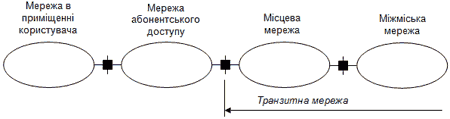 Мережа в
приміщенні
користувача
Мережа
абонентського
доступу
Місцева
мережа
Міжміська
мережа
Транзитна мережа